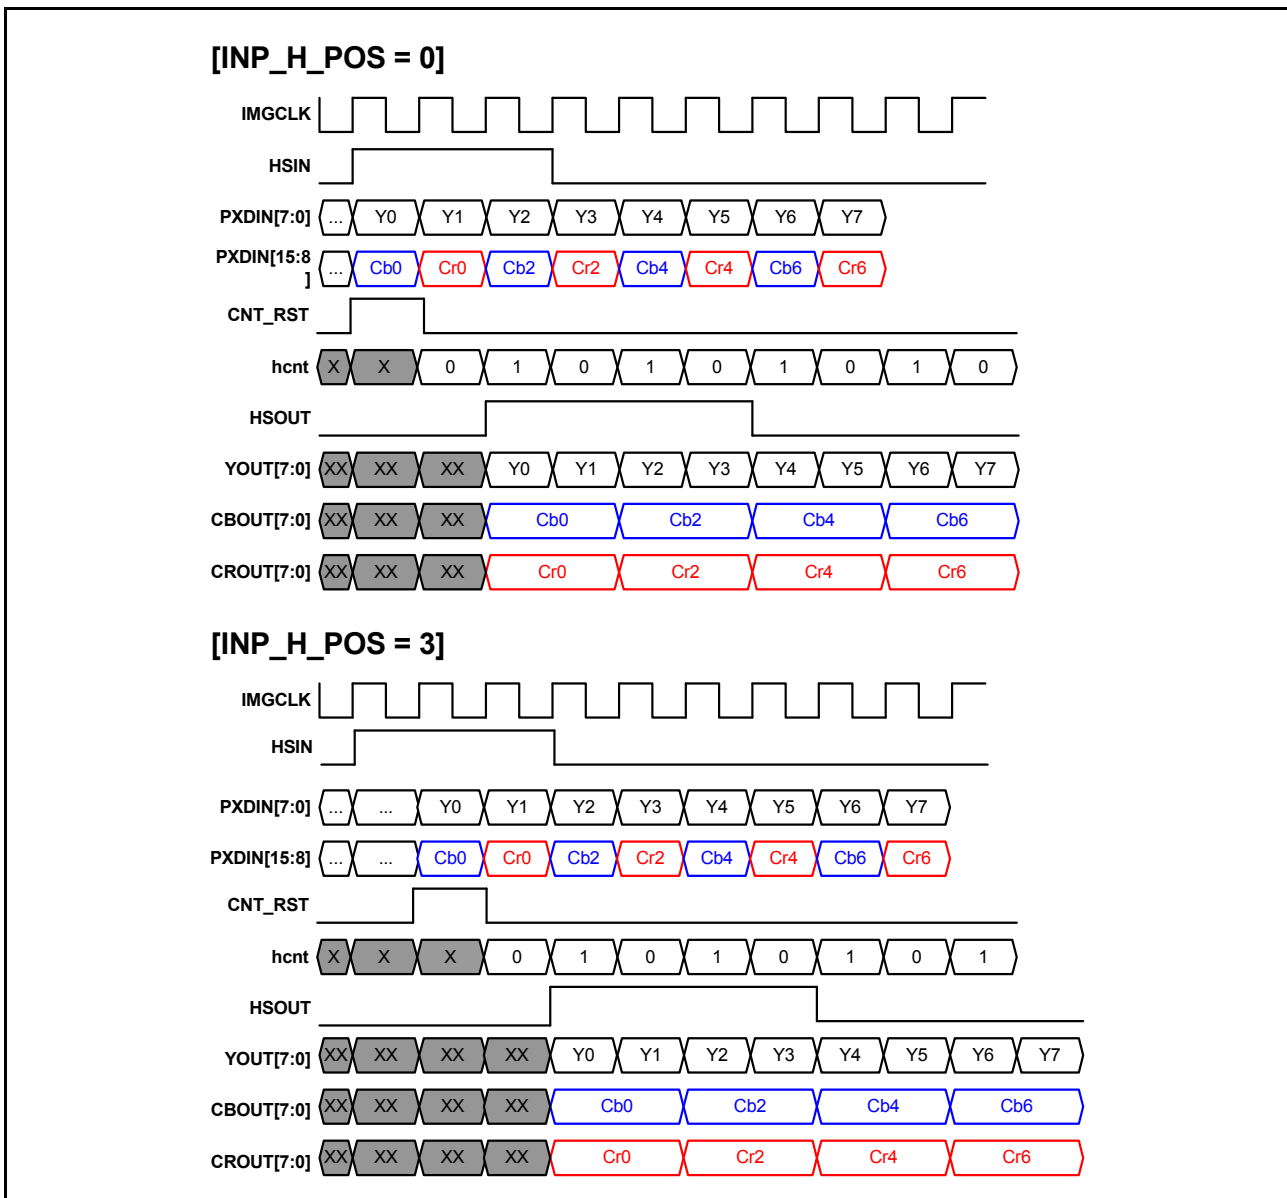 [INP_H_POS = 0]
IMGCLK
HSIN
PXDIN[7:0] ... Y0 Y1 Y2 Y3 Y4 Y5 Y6 Y7
PXDIN[15:8
] ... Cb0 Cr0 Cb2 Cr2 Cb4 Cr4 Cb6 Cr6
CNT_RST
hcnt X X 0 1 0 1 0 1 0 1 0
HSOUT
YOUT[7:0] XX XX XX Y0 Y1 Y2 Y3 Y4 Y5 Y6 Y7
CBOUT[7:0] XX XX XX Cb0 Cb2 Cb4 Cb6
CROUT[7:0] XX XX XX Cr0 Cr2 Cr4 Cr6
[INP_H_POS = 3]
IMGCLK
HSIN
PXDIN[7:0] ... ... Y0 Y1 Y2 Y3 Y4 Y5 Y6 Y7
PXDIN[15:8] ... ... Cb0 Cr0 Cb2 Cr2 Cb4 Cr4 Cb6 Cr6
CNT_RST
hcnt X X X 0 1 0 1 0 1 0 1
HSOUT
YOUT[7:0] XX XX XX XX Y0 Y1 Y2 Y3 Y4 Y5 Y6 Y7
CBOUT[7:0] XX XX XX XX Cb0 Cb2 Cb4 Cb6
CROUT[7:0] XX XX XX XX Cr0 Cr2 Cr4 Cr6